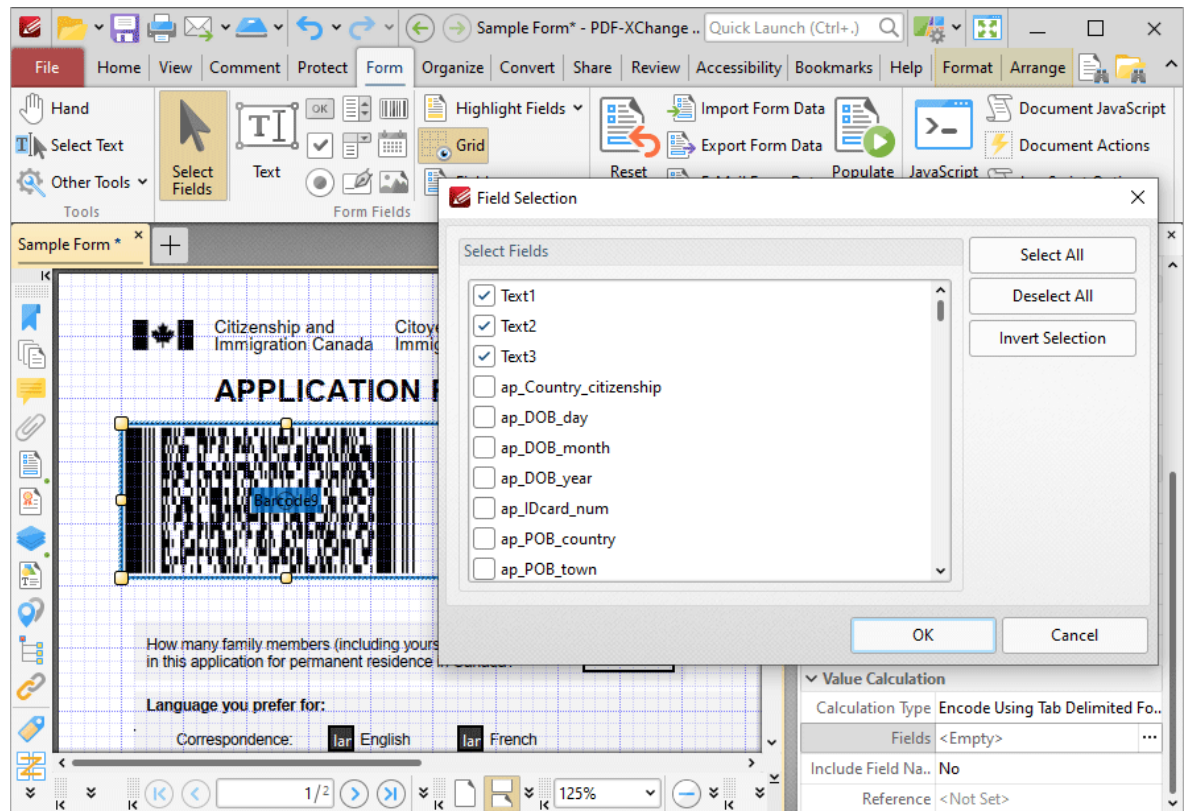 Sample Form* - PDF-XChange ..
Quick Launch (Ctrl+.)
File Home View Comment Protect Form Organize Convert Share Review Accessibility Bookmarks Help Format Arrange
Hand
Select Text
Other Tools
Tools
Select Fields
Text
OK
Form Fields
Highlight Fields
Grid
Reset
Import Form Data
Export Form Data
Populate
JavaScript
Document JavaScript
Document Actions
Sample Form *
Field Selection
Select Fields
Text1
Text2
Text3
ap_Country_citizenship
ap_DOB_day
ap_DOB_month
ap_DOB_year
ap_IDcard_num
ap_POB_country
ap_POB_town
Select All
Deselect All
Invert Selection
OK
Cancel
Citizenship and
Immigration Canada
APPLICATION
Barcode9
How many family members (including yours
in this application for permanent residence
Language you prefer for:
Correspondence: lar English lar French
Value Calculation
Calculation Type Encode Using Tab Delimited Fo..
Fields <Empty> ...
Include Field Na.. No
Reference <Not Set>
1/2
125%